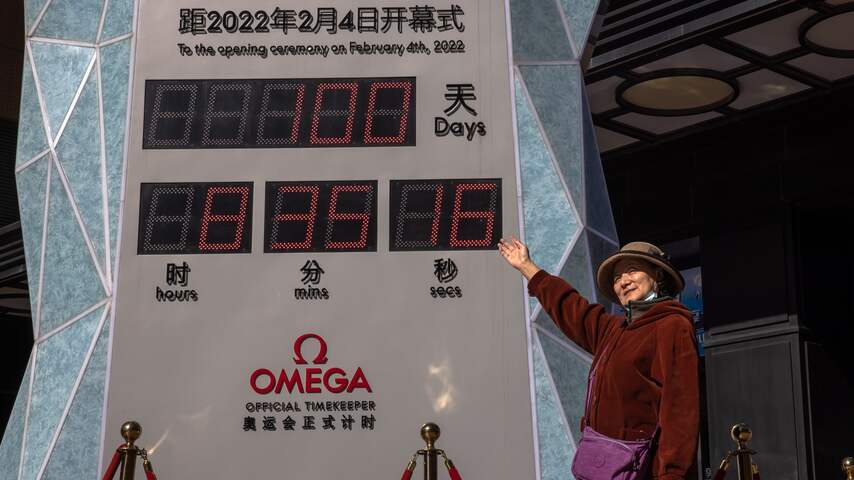 距2022年2月4日开幕式
To the opening ceremony on February 4th, 2022
100 天
Days
8 35 16
时 分 秒
hours mins secs
Ω
OMEGA
OFFICIAL TIMEKEEPER
奥运会正式计时